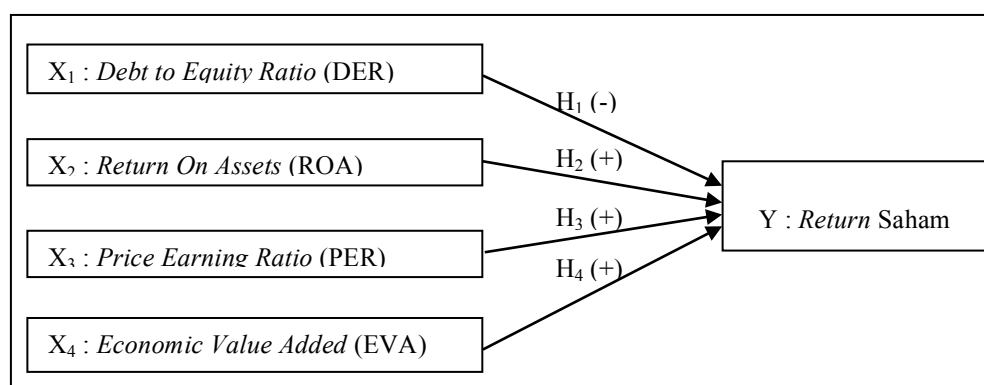 X₁ : Debt to Equity Ratio (DER)
H₁ (-)
X₂ : Return On Assets (ROA)
H₂ (+)
Y : Return Saham
H₃ (+)
X₃ : Price Earning Ratio (PER)
H₄ (+)
X₄ : Economic Value Added (EVA)